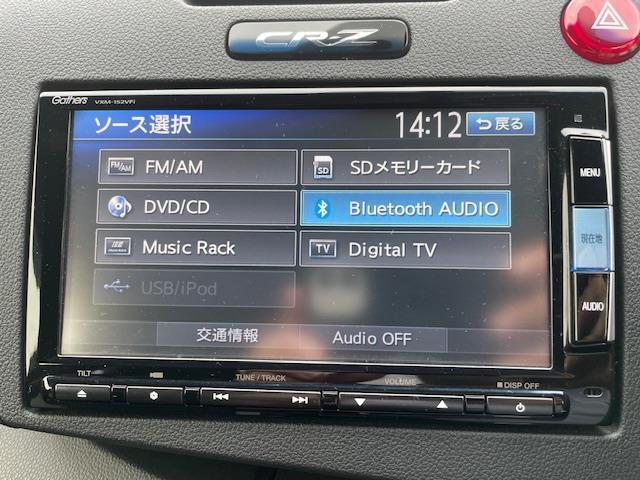 CR-Z
Gathers VXM-152VFi
ソース選択 14:12 戻る
FM/AM FM/AM
SD SDメモリーカード
DVD/CD
Bluetooth AUDIO
Music Rack
TV Digital TV
USB/iPod
交通情報 Audio OFF
MENU
現在地
AUDIO
TILT TUNE / TRACK VOLUME DISP OFF